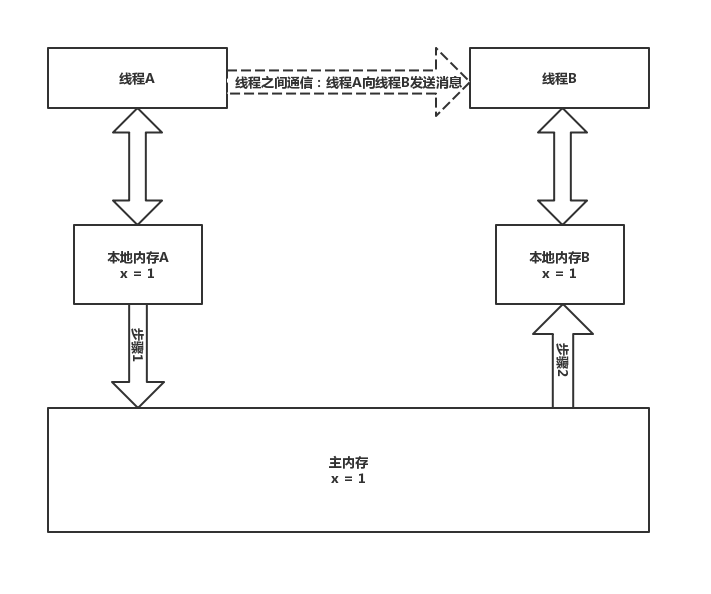 线程A
线程之间通信：线程A向线程B发送消息
线程B
本地内存A
x = 1
本地内存B
x = 1
步骤1
步骤2
主内存
x = 1